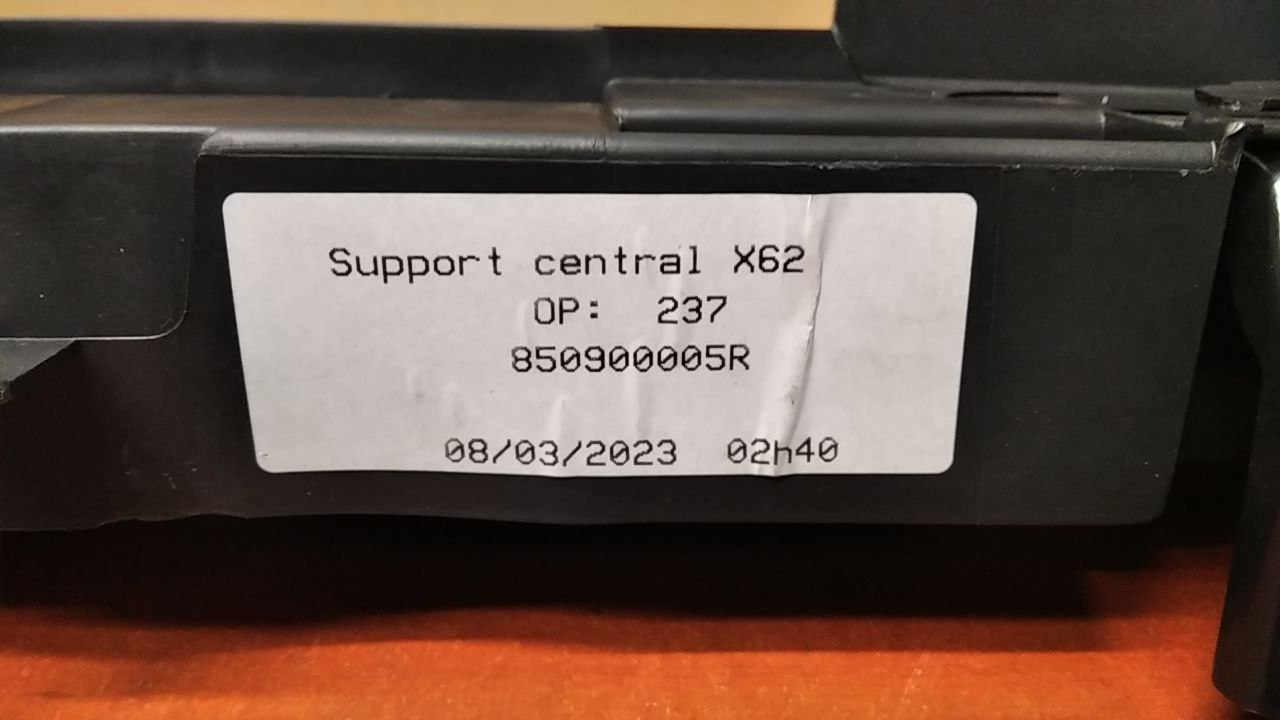 Support central X62
OP: 237
850900005R
08/03/2023 02h40